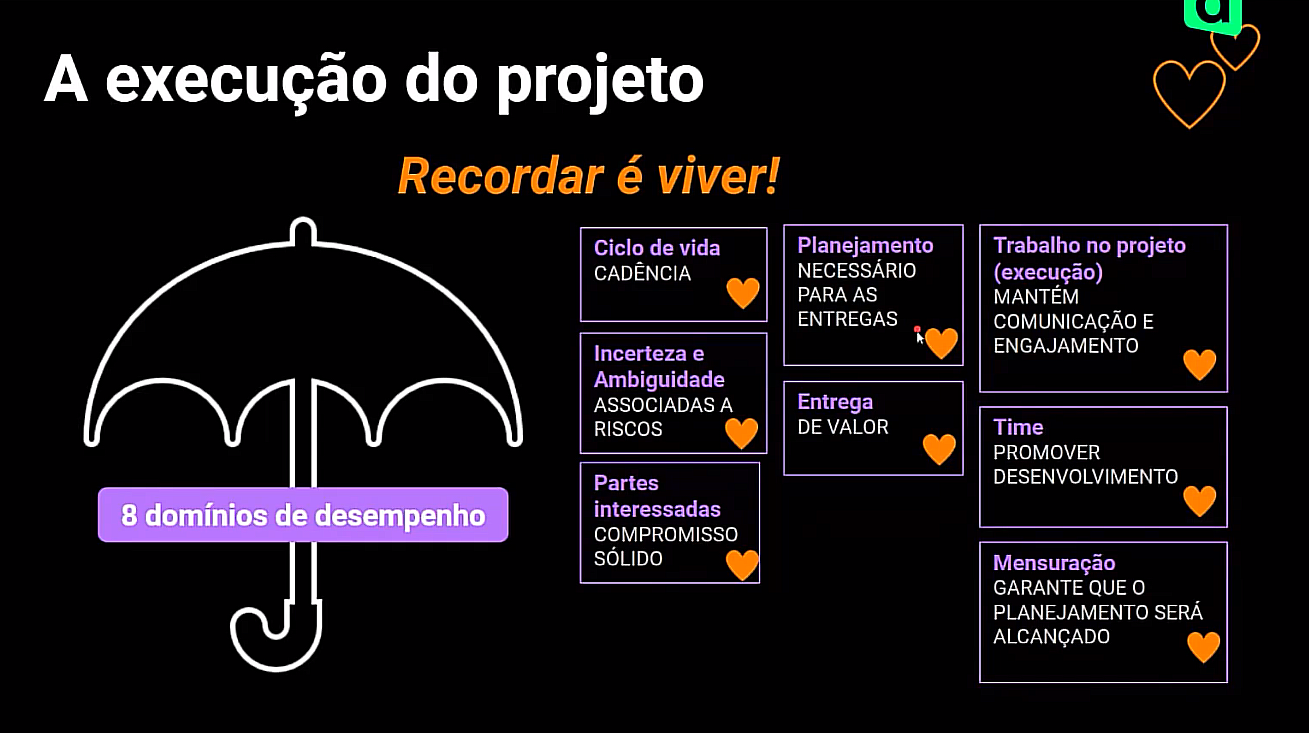 A execução do projeto
Recordar é viver!
8 domínios de desempenho
Ciclo de vida
CADÊNCIA
Incerteza e
Ambiguidade
ASSOCIADAS A
RISCOS
Partes
interessadas
COMPROMISSO
SÓLIDO
Planejamento
NECESSÁRIO
PARA AS
ENTREGAS
Entrega
DE VALOR
Trabalho no projeto
(execução)
MANTÉM
COMUNICAÇÃO E
ENGAJAMENTO
Time
PROMOVER
DESENVOLVIMENTO
Mensuração
GARANTE QUE O
PLANEJAMENTO SERÁ
ALCANÇADO